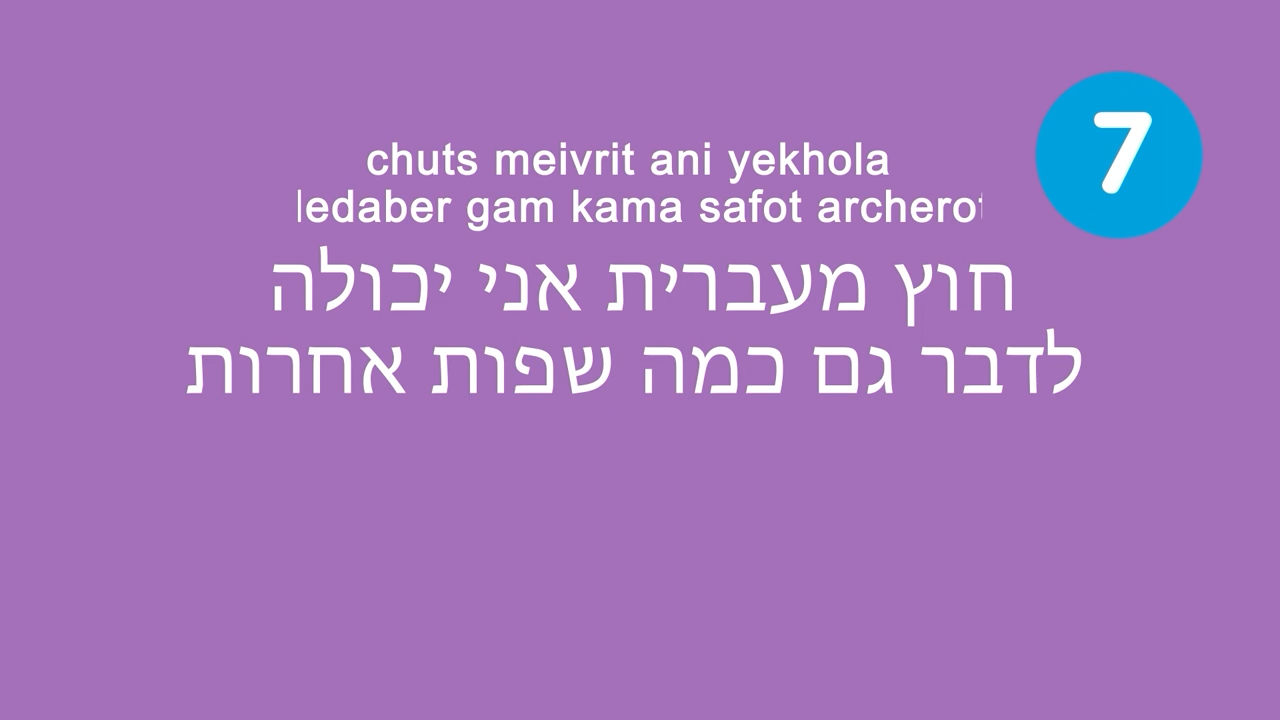 chuts meivrit ani yekhola
ledaber gam kama safot archerot
חוץ מעברית אני יכולה
לדבר גם כמה שפות אחרות
7